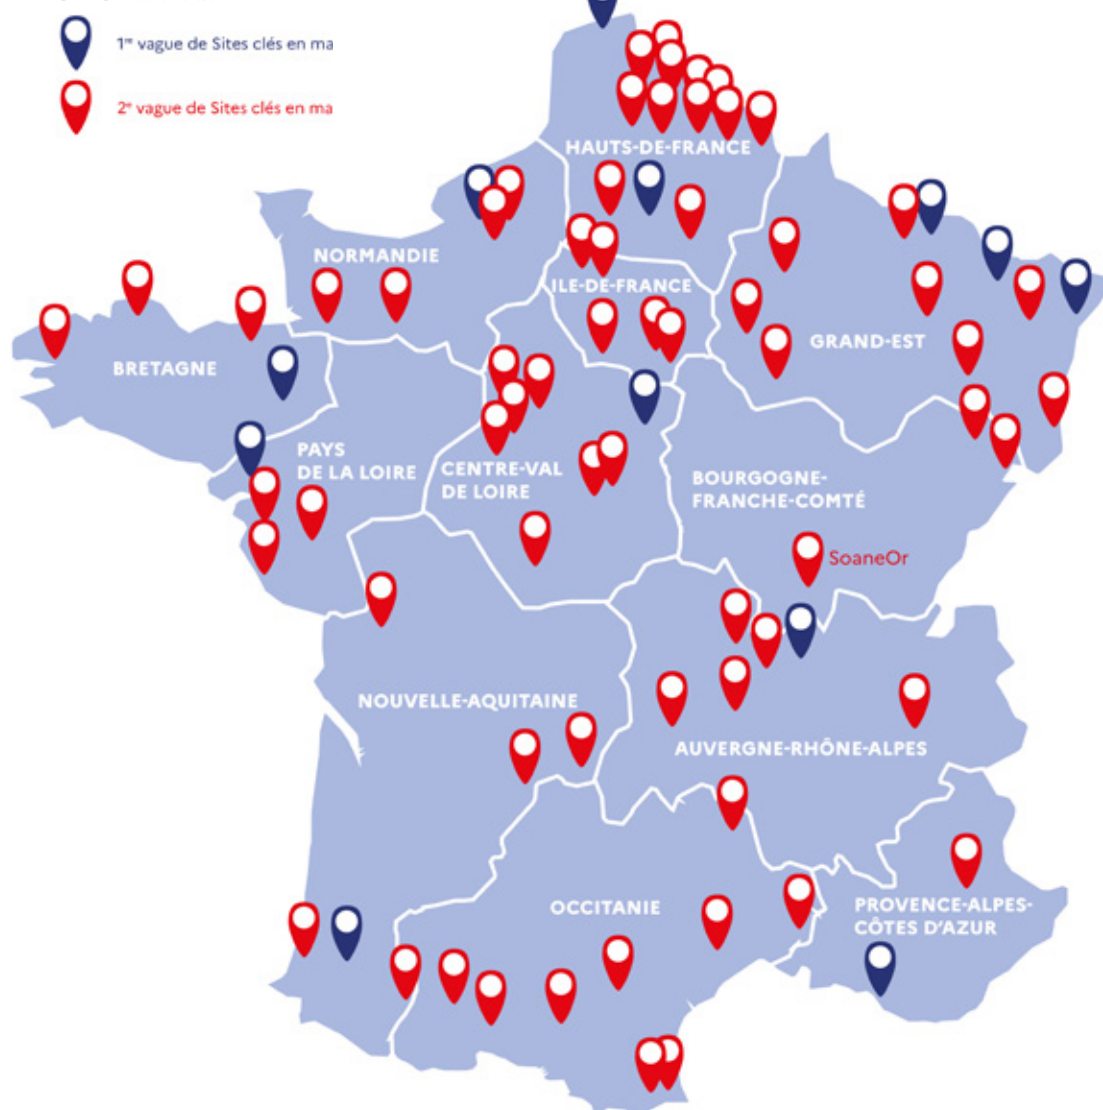 1re vague de Sites clés en ma
2e vague de Sites clés en ma
HAUTS-DE-FRANCE
NORMANDIE
ILE-DE-FRANCE
GRAND-EST
BRETAGNE
PAYS
DE LA LOIRE
CENTRE-VAL
DE LOIRE
BOURGOGNE-
FRANCHE-COMTÉ
SoaneOr
NOUVELLE-AQUITAINE
AUVERGNE-RHÔNE-ALPES
OCCITANIE
PROVENCE-ALPES-
CÔTES D'AZUR